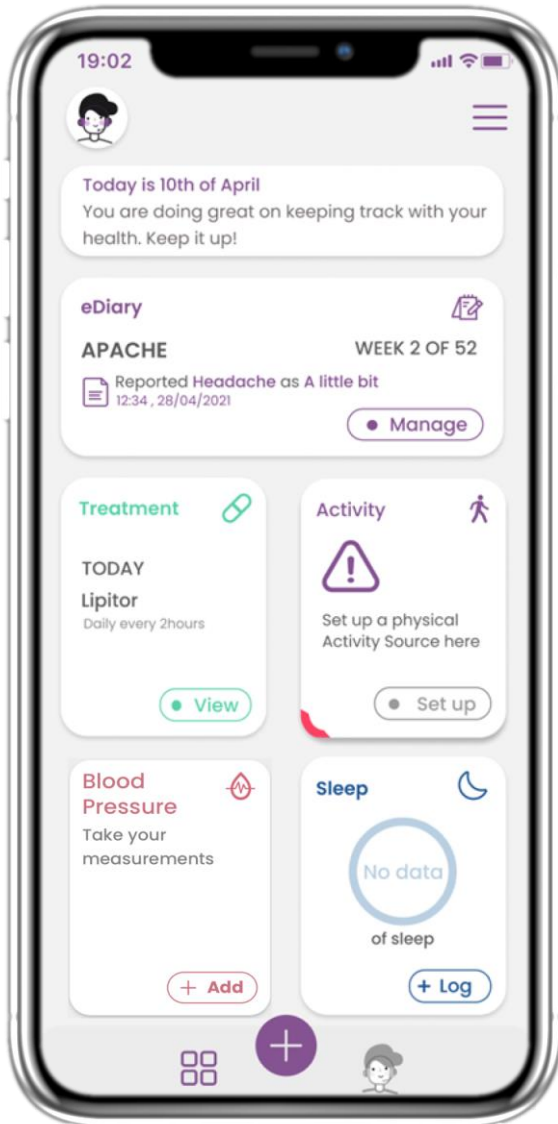 19:02
Today is 10th of April
You are doing great on keeping track with your
health. Keep it up!
eDiary
APACHE
WEEK 2 OF 52
Reported Headache as A little bit
12:34 , 28/04/2021
Manage
Treatment
TODAY
Lipitor
Daily every 2hours
View
Activity
Set up a physical
Activity Source here
Set up
Blood
Pressure
Take your
measurements
+ Add
Sleep
No data
of sleep
+ Log